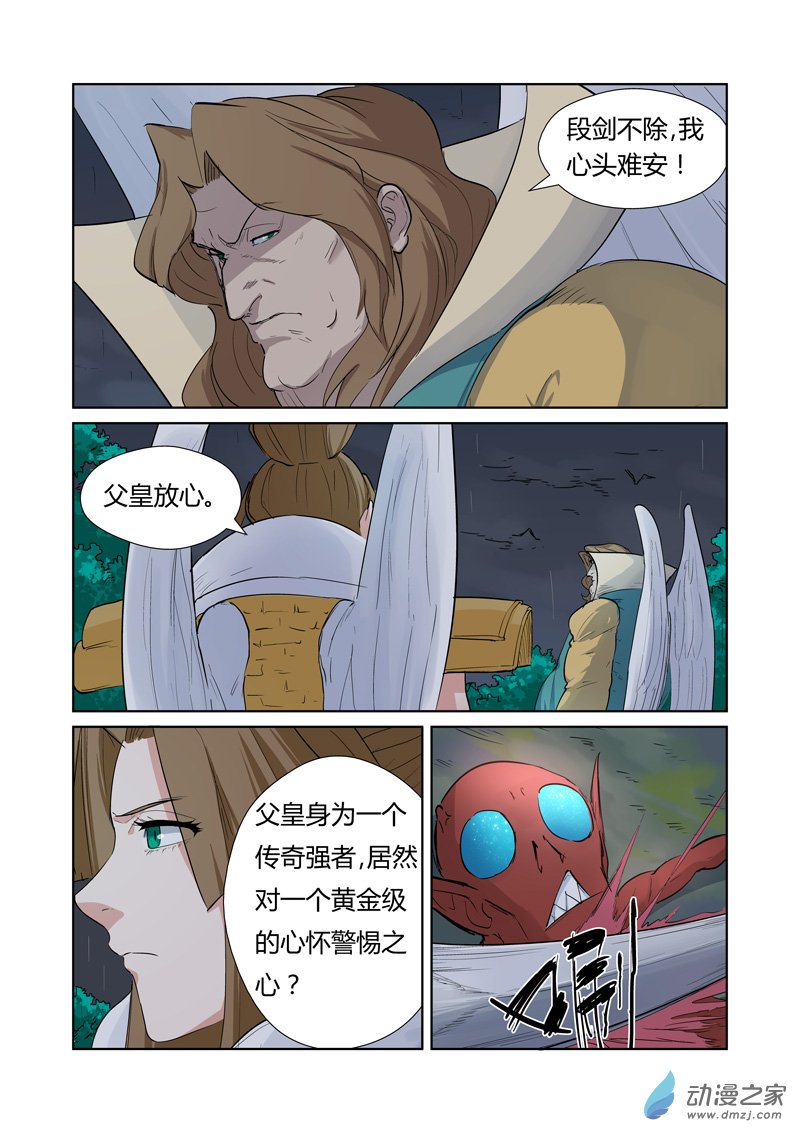 段剑不除,我
心头难安！
父皇放心。
父皇身为一个
传奇强者,居然
对一个黄金级
的心怀警惕之
心？
唰
动漫之家
www.dmzj.com